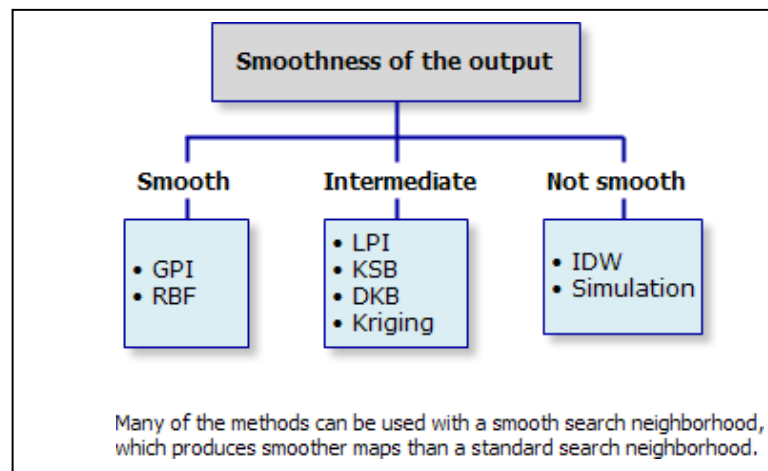 Smoothness of the output
Smooth
Intermediate
Not smooth
• GPI
• RBF
• LPI
• KSB
• DKB
• Kriging
• IDW
• Simulation
Many of the methods can be used with a smooth search neighborhood,
which produces smoother maps than a standard search neighborhood.